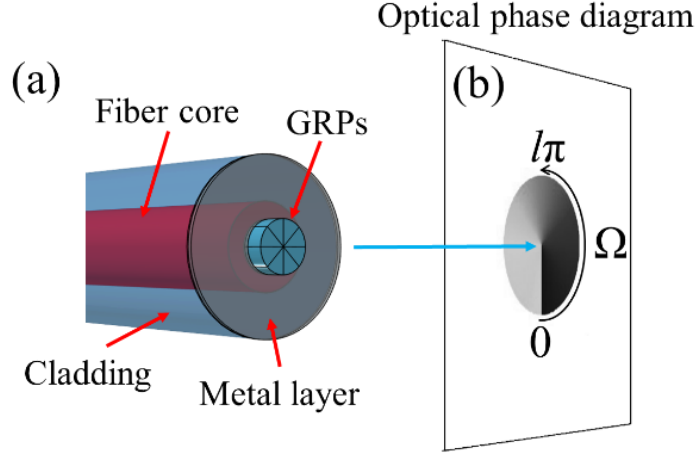 Optical phase diagram
(a)
(b)
Fiber core
GRPs
lπ
Ω
0
Cladding
Metal layer